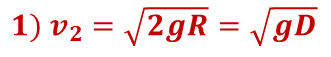 1) v₂ = √2gR = √gD